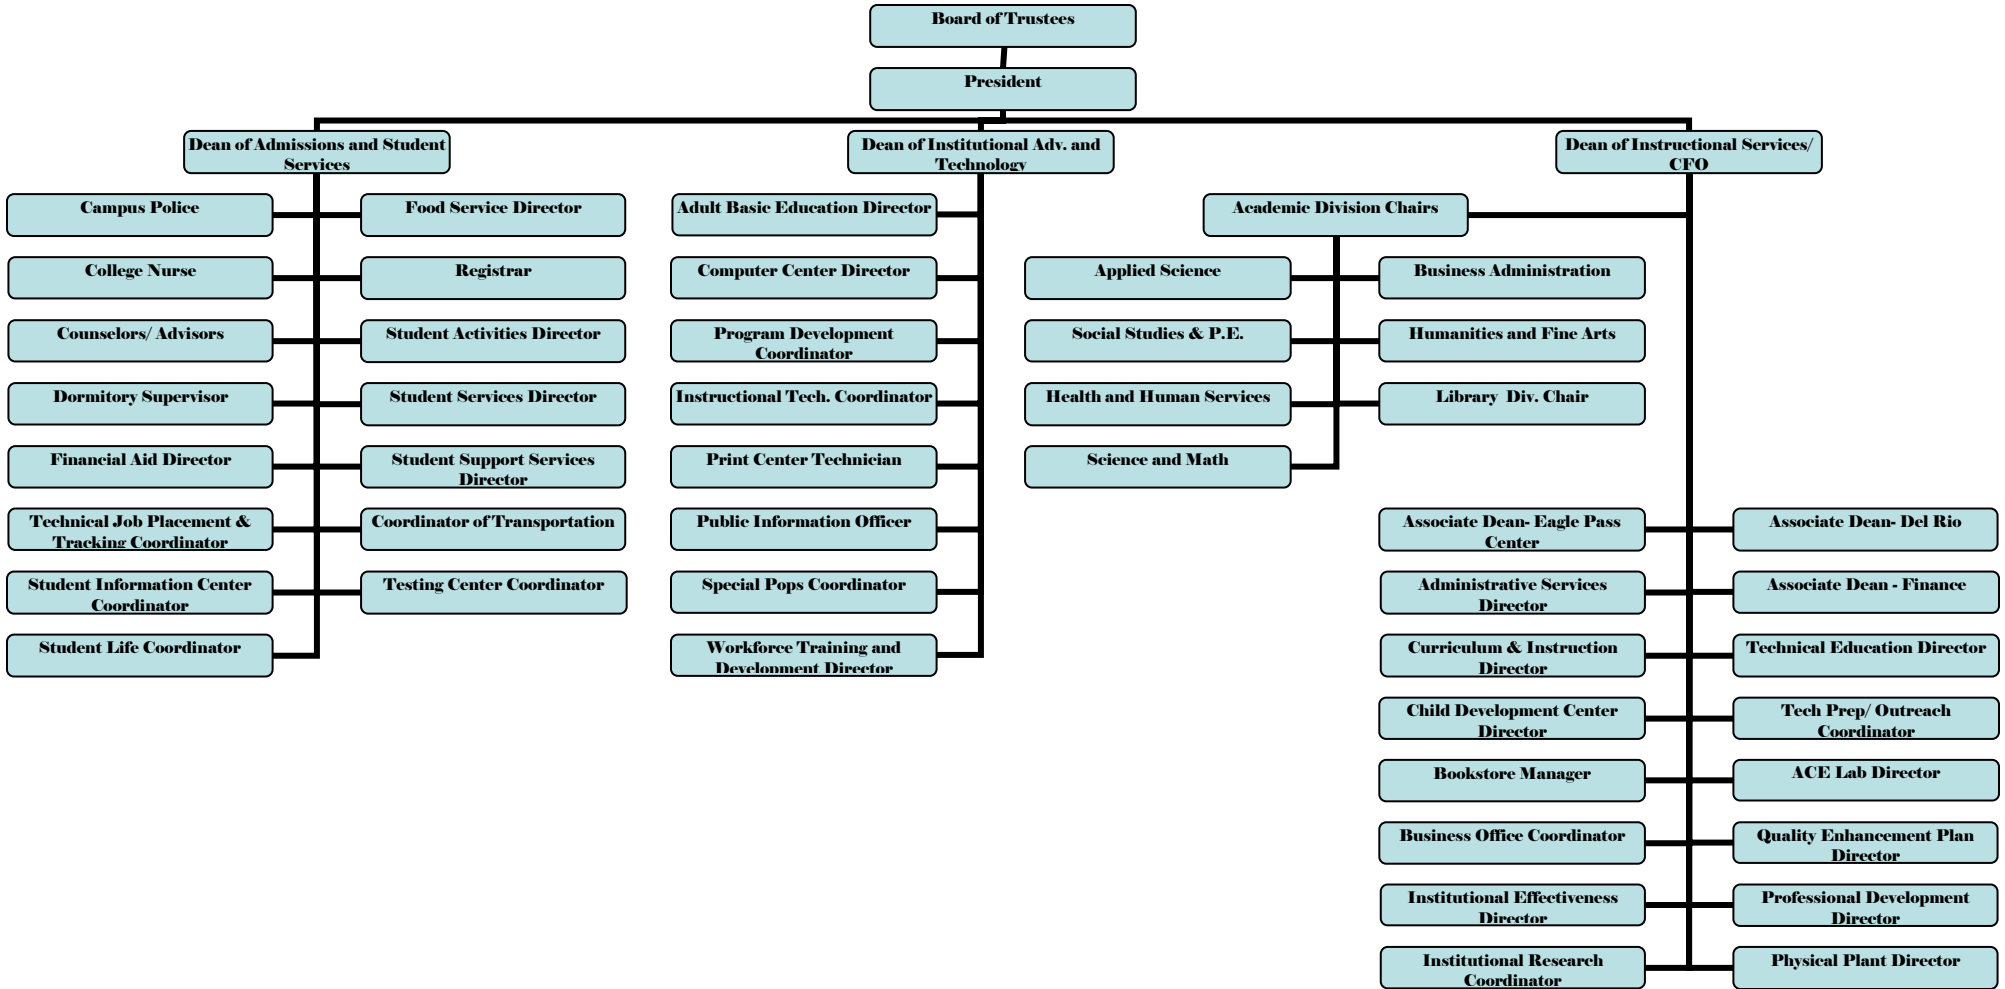 Board of Trustees
President
Dean of Admissions and Student
Services
Dean of Institutional Adv. and
Technology
Dean of Instructional Services/
CFO
Campus Police
Food Service Director
College Nurse
Registrar
Counselors/ Advisors
Student Activities Director
Dormitory Supervisor
Student Services Director
Financial Aid Director
Student Support Services
Director
Technical Job Placement &
Tracking Coordinator
Coordinator of Transportation
Student Information Center
Coordinator
Testing Center Coordinator
Student Life Coordinator
Adult Basic Education Director
Computer Center Director
Program Development
Coordinator
Instructional Tech. Coordinator
Print Center Technician
Public Information Officer
Special Pops Coordinator
Workforce Training and
Development Director
Academic Division Chairs
Applied Science
Business Administration
Social Studies & P.E.
Humanities and Fine Arts
Health and Human Services
Library Div. Chair
Science and Math
Associate Dean- Eagle Pass
Center
Associate Dean- Del Rio
Administrative Services
Director
Associate Dean - Finance
Curriculum & Instruction
Director
Technical Education Director
Child Development Center
Director
Tech Prep/ Outreach
Coordinator
Bookstore Manager
ACE Lab Director
Business Office Coordinator
Quality Enhancement Plan
Director
Institutional Effectiveness
Director
Professional Development
Director
Institutional Research
Coordinator
Physical Plant Director